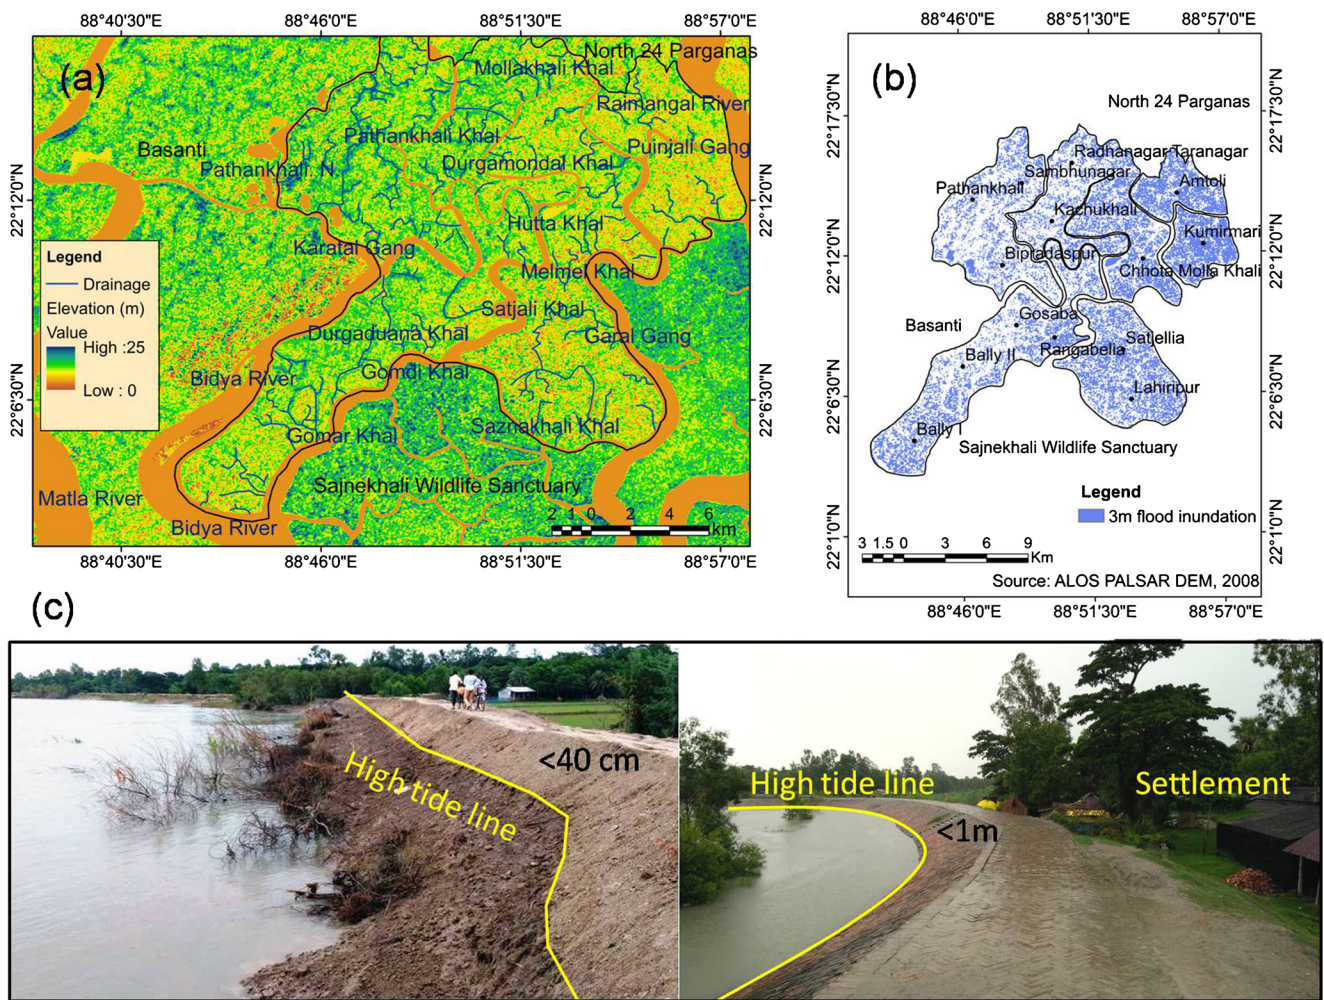 88°40'30"E
88°46'0"E
88°51'30"E
88°57'0"E
(a)
North 24 Parganas
Mollakhali Khal
Raimangal River
Pathankhali Khal
Puinjali Gang
Basanti
Durgamondal Khal
Pathankhali. N.
Hutta Khal
Karatal Gang
Melmel Khal
Satjali Khal
Durgaduana Khal
Garal Gang
Gomdi Khal
Bidya River
Saznakhali Khal
Gomar Khal
Sajnekhali Wildlife Sanctuary
Matla River
Bidya River
Legend
Drainage
Elevation (m)
Value
High :25
Low : 0
2 1 0 2 4 6
km
22°12'0"N
22°6'30"N
22°12'0"N
22°6'30"N
88°40'30"E
88°46'0"E
88°51'30"E
88°57'0"E
88°46'0"E
88°51'30"E
88°57'0"E
(b)
North 24 Parganas
Radhanagar Taranagar
Sambhunagar
Amtoli
Pathankhali
Kachukhali
Kumirmari
Bipradaspur
Chhota Molla Khali
Gosaba
Basanti
Satjellia
Rangabelia
Bally II
Lahiripur
Bally I
Sajnekhali Wildlife Sanctuary
Legend
3m flood inundation
3 1.5 0 3 6 9
Km
Source: ALOS PALSAR DEM, 2008
22°17'30"N
22°12'0"N
22°6'30"N
22°1'0"N
22°17'30"N
22°12'0"N
22°6'30"N
22°1'0"N
88°46'0"E
88°51'30"E
88°57'0"E
(c)
<40 cm
High tide line
High tide line
Settlement
<1m